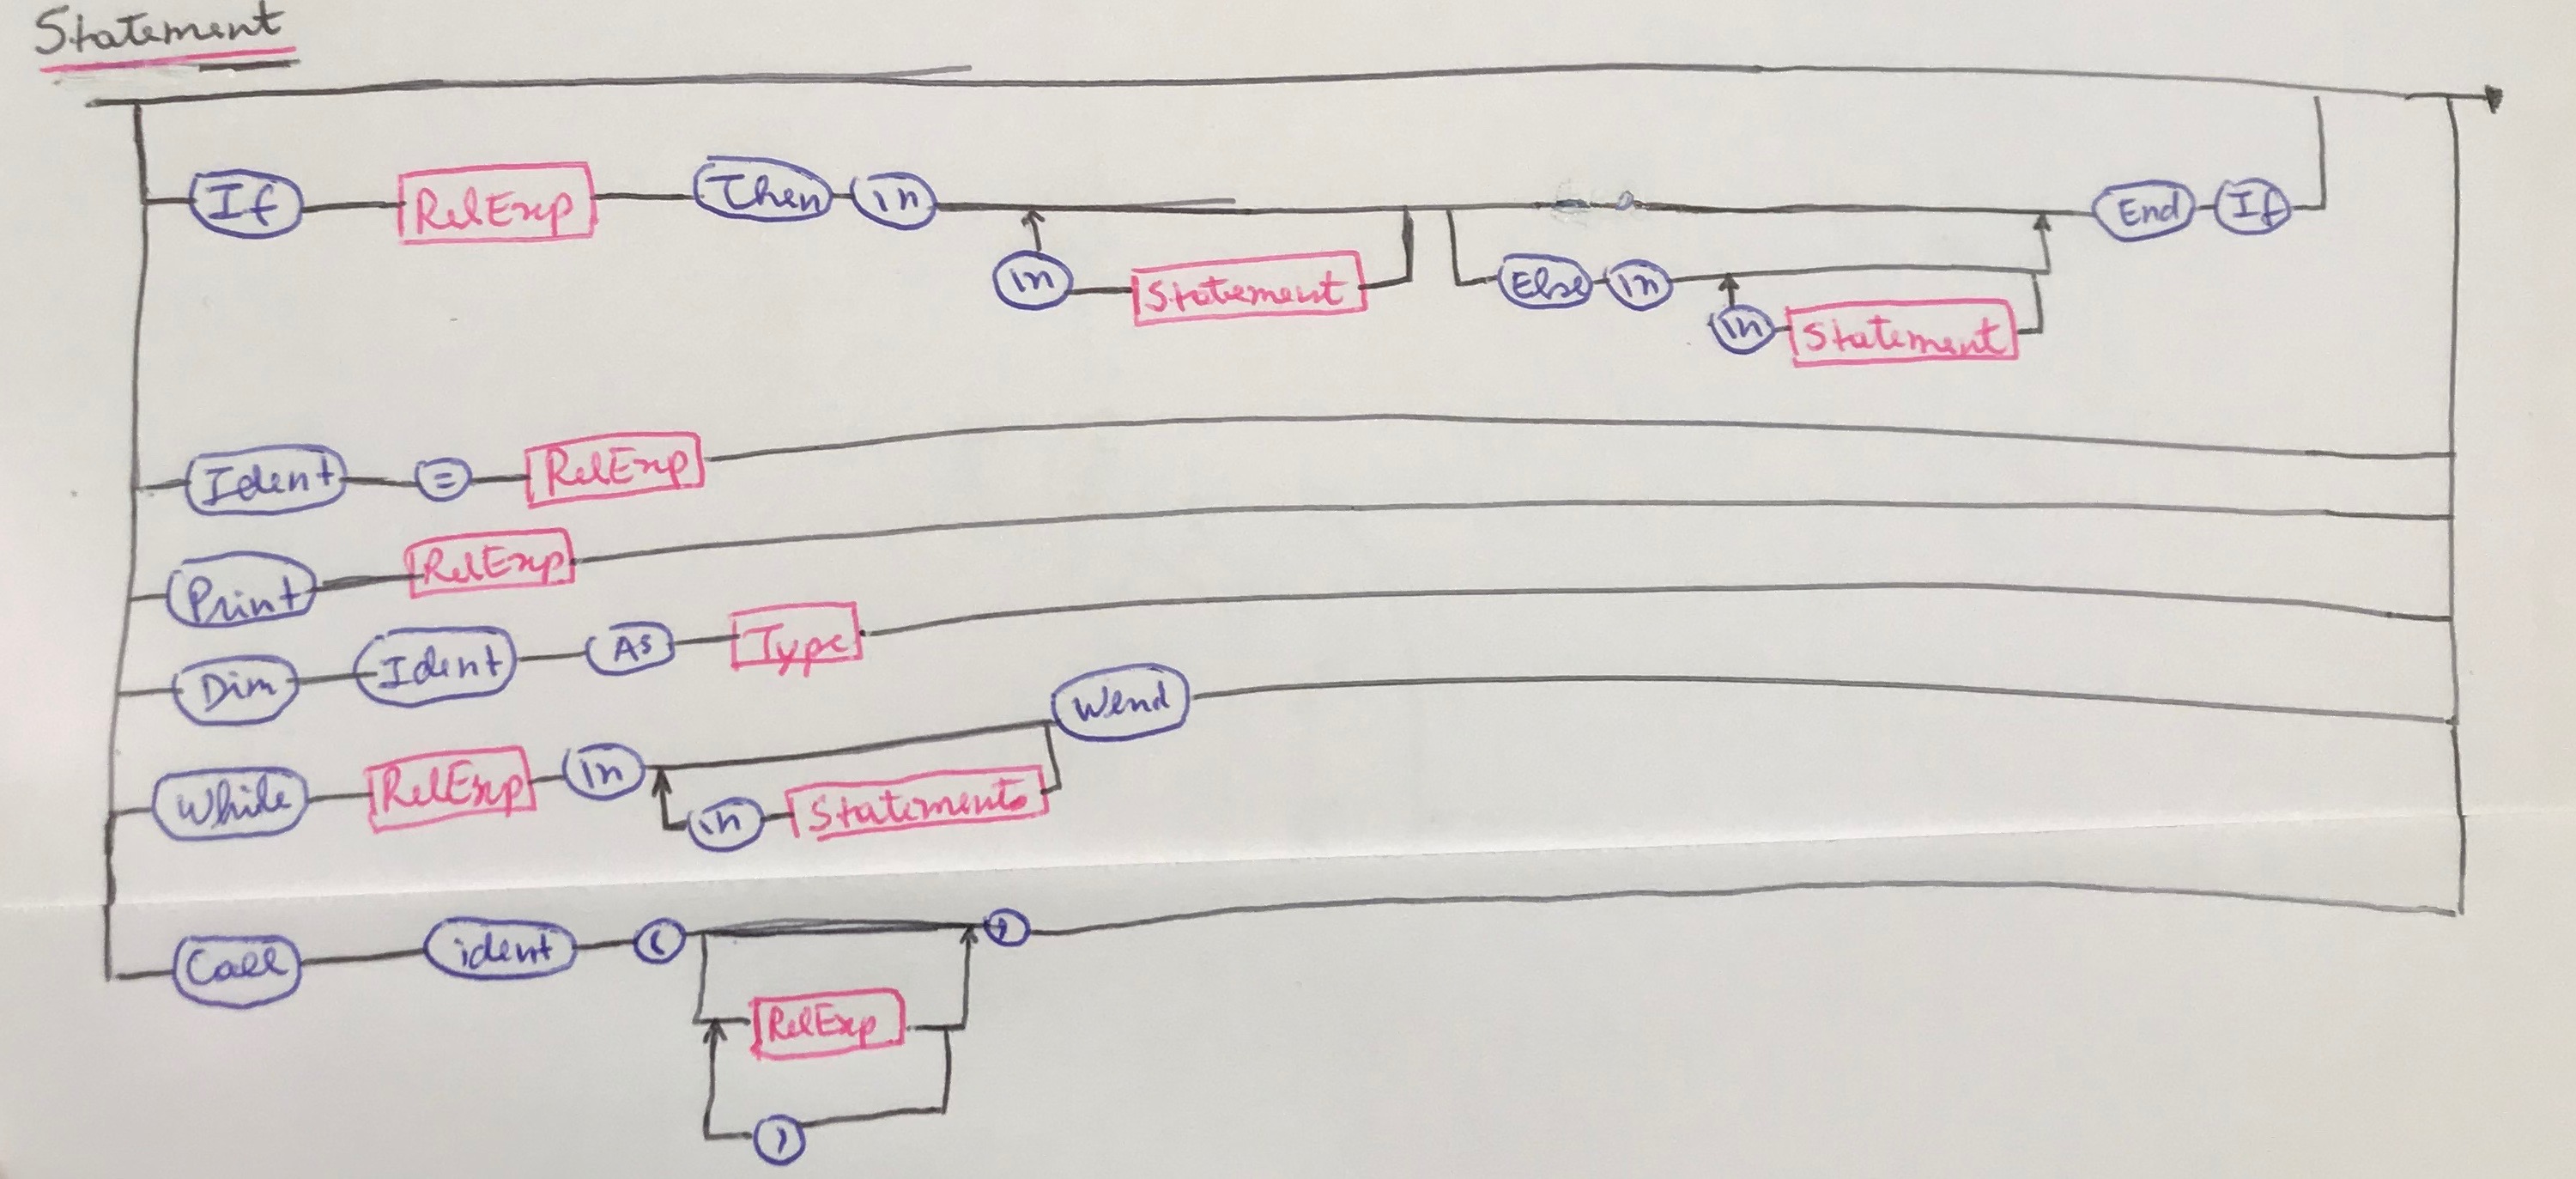 Statement
If RelExp Then \n End If
\n Statement Else \n
\n Statement
Ident = RelExp
Print RelExp
Dim Ident As Type
Wend
While RelExp \n
\n Statements
Call ident ( )
RelExp
,